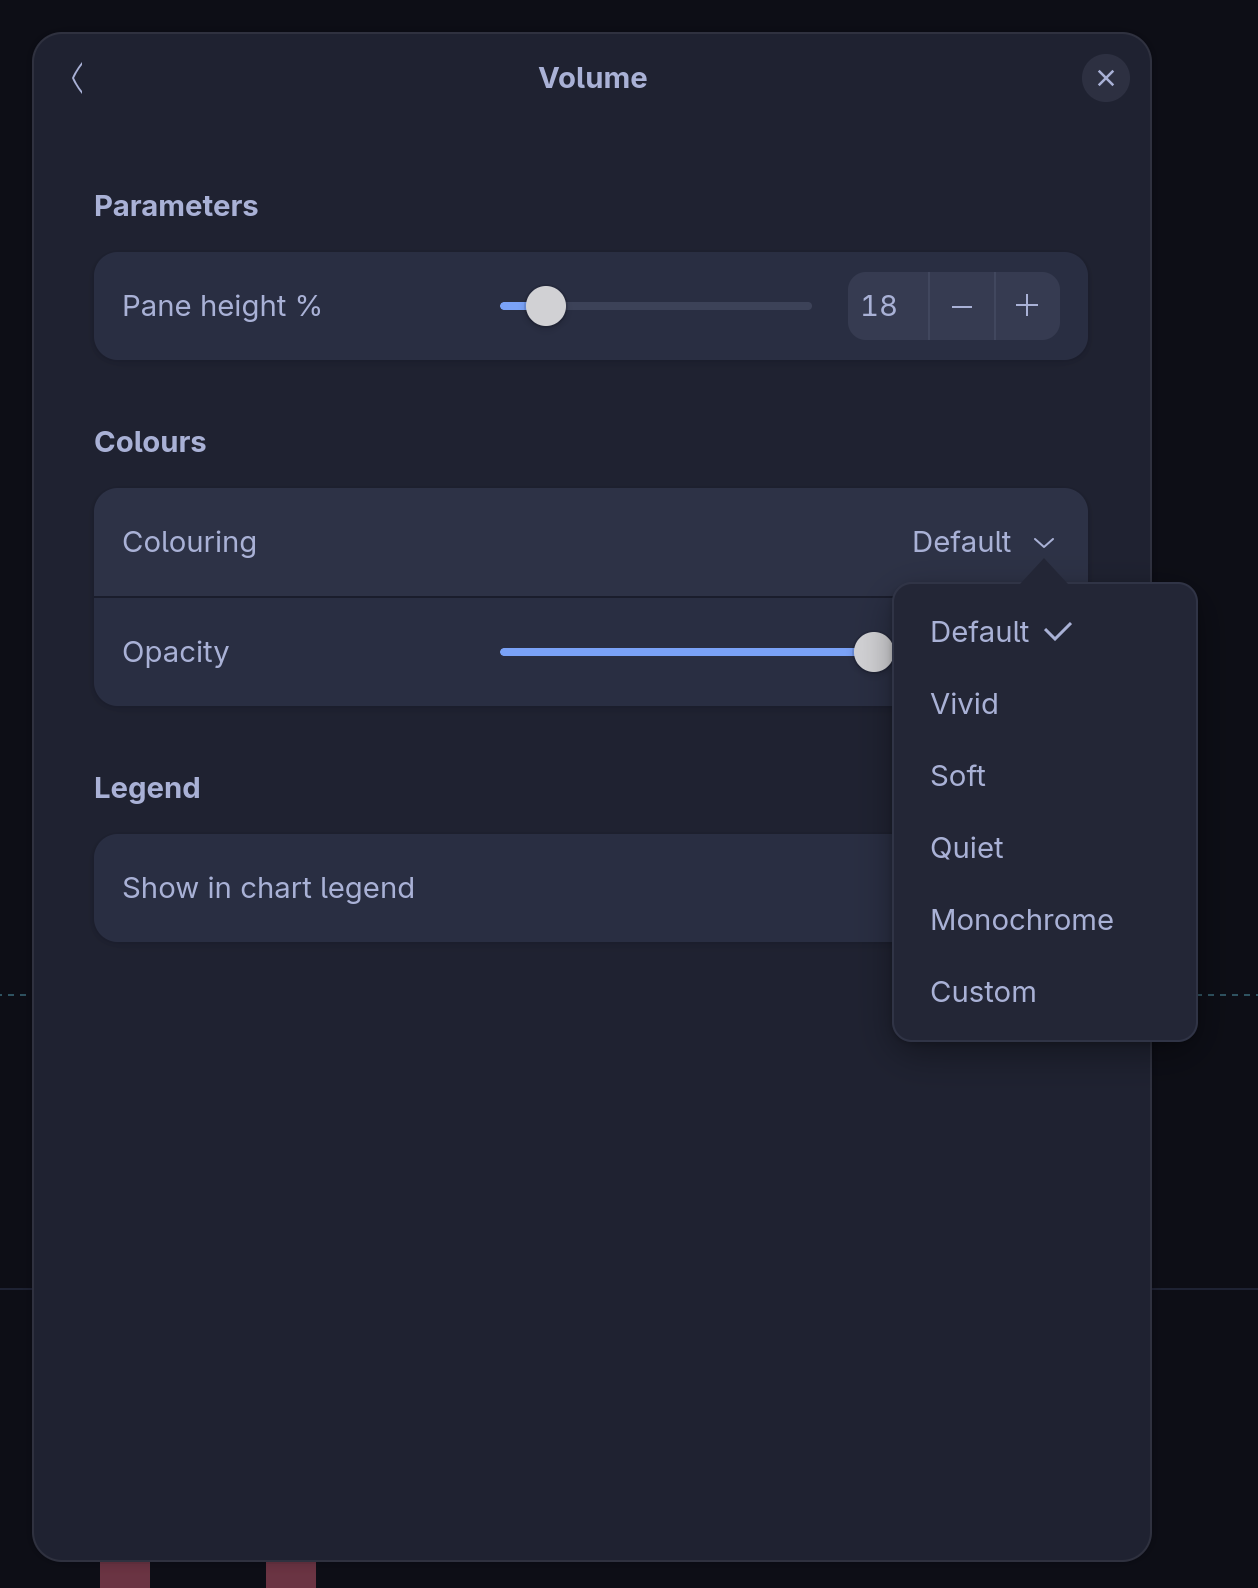 Volume
Parameters
Pane height %
18
Colours
Colouring
Default
Opacity
Default
Vivid
Soft
Quiet
Monochrome
Custom
Legend
Show in chart legend